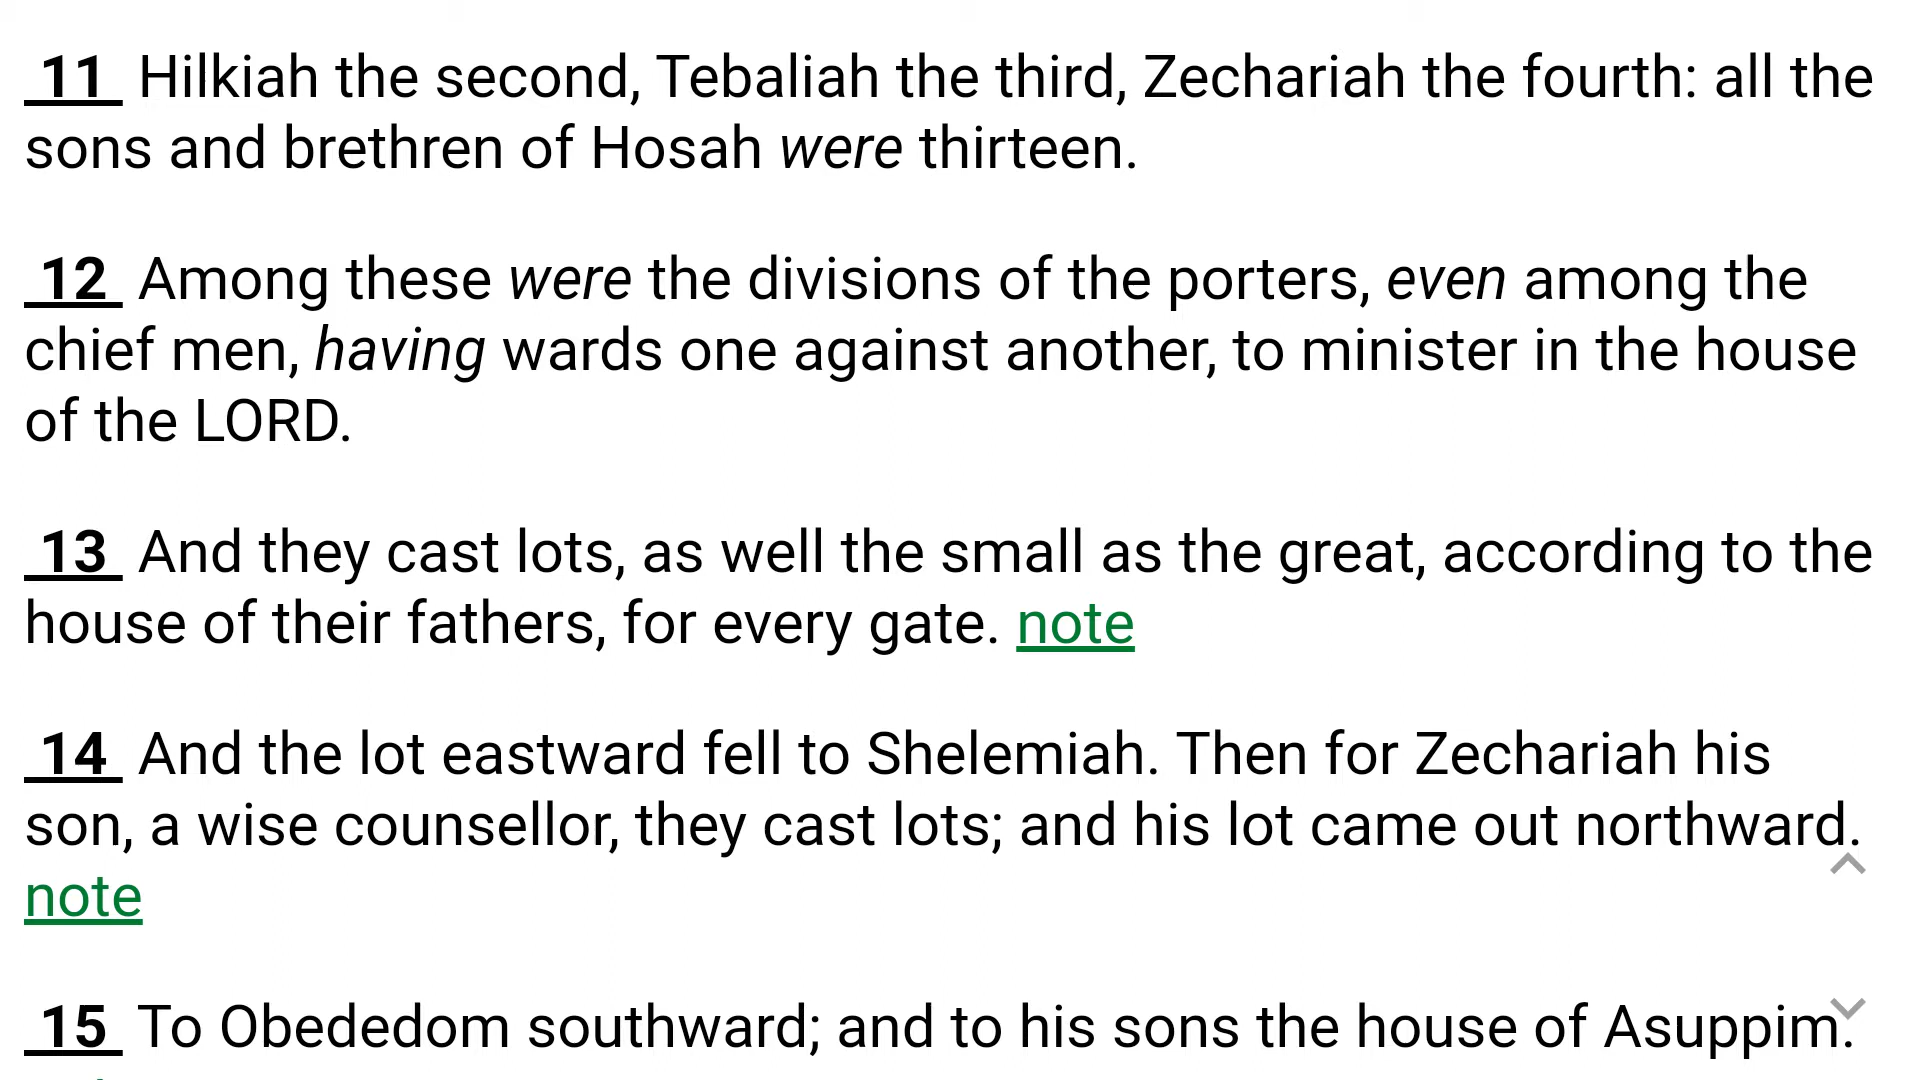 11 Hilkiah the second, Tebaliah the third, Zechariah the fourth: all the
sons and brethren of Hosah were thirteen.
12 Among these were the divisions of the porters, even among the
chief men, having wards one against another, to minister in the house
of the LORD.
13 And they cast lots, as well the small as the great, according to the
house of their fathers, for every gate. note
14 And the lot eastward fell to Shelemiah. Then for Zechariah his
son, a wise counsellor, they cast lots; and his lot came out northward.
note
15 To Obededom southward; and to his sons the house of Asuppim.